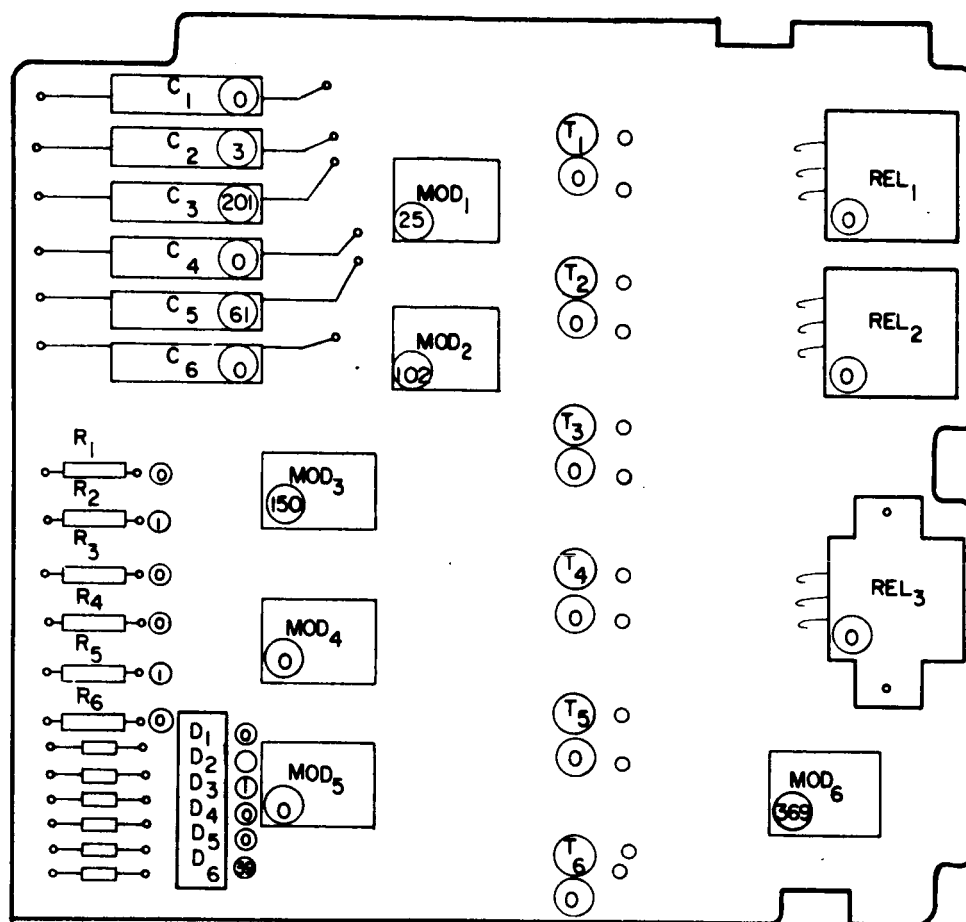 C1 0
C2 3
C3 201
C4 0
C5 61
C6 0
MOD1
25
MOD2
102
T1
0
T2
0
T3
0
T4
0
T5
0
T6
0
REL1
0
REL2
0
REL3
0
R1
0
R2
1
R3
0
R4
0
R5
1
R6
0
MOD3
150
MOD4
0
MOD5
0
D1 0
D2
D3 1
D4 0
D5 0
D6
MOD6
369